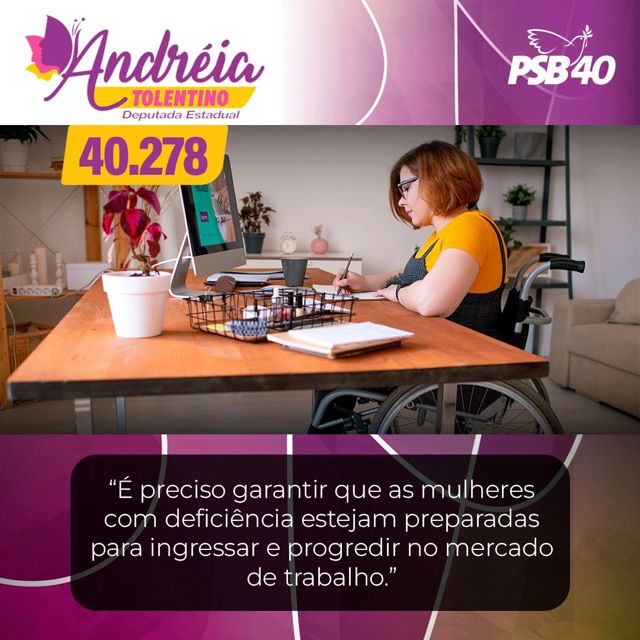 Andréia
TOLENTINO
Deputada Estadual
PSB40
40.278
“É preciso garantir que as mulheres
com deficiência estejam preparadas
para ingressar e progredir no mercado
de trabalho.”